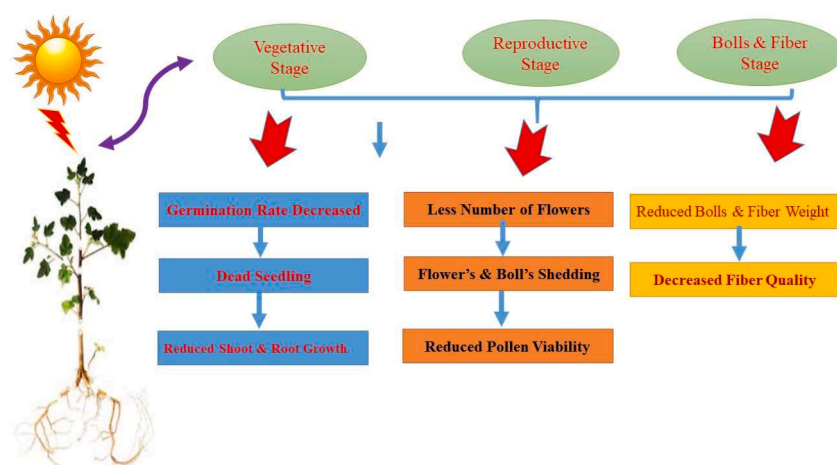 Vegetative
Stage
Reproductive
Stage
Bolls & Fiber
Stage
Germination Rate Decreased
Dead Seedling
Reduced Shoot & Root Growth
Less Number of Flowers
Flower's & Boll's Shedding
Reduced Pollen Viability
Reduced Bolls & Fiber Weight
Decreased Fiber Quality